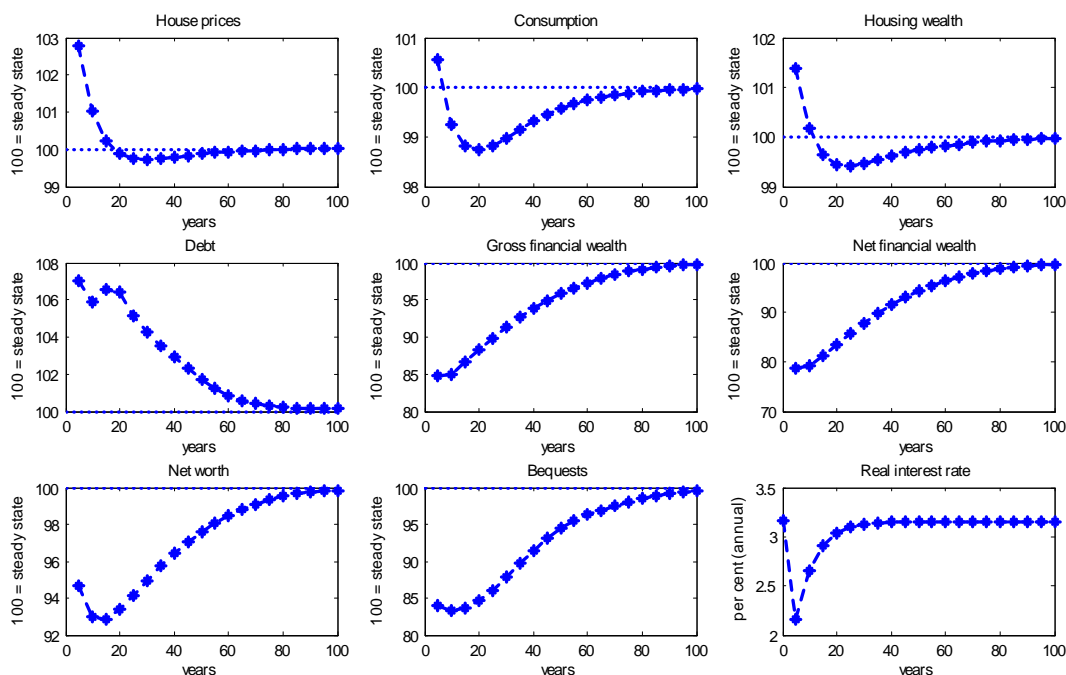 House prices
103
102
101
100
99
100 = steady state
0 20 40 60 80 100
years
Consumption
101
100
99
98
100 = steady state
0 20 40 60 80 100
years
Housing wealth
102
101
100
99
100 = steady state
0 20 40 60 80 100
years
Debt
108
106
104
102
100
100 = steady state
0 20 40 60 80 100
years
Gross financial wealth
100
95
90
85
80
100 = steady state
0 20 40 60 80 100
years
Net financial wealth
100
90
80
70
100 = steady state
0 20 40 60 80 100
years
Net worth
100
98
96
94
92
100 = steady state
0 20 40 60 80 100
years
Bequests
100
95
90
85
80
100 = steady state
0 20 40 60 80 100
years
Real interest rate
3.5
3
2.5
2
per cent (annual)
0 20 40 60 80 100
years